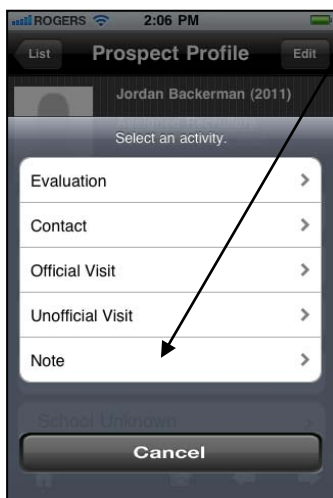 ROGERS 2:06 PM
List Prospect Profile Edit
Jordan Backerman (2011)
Select an activity.
Evaluation
Contact
Official Visit
Unofficial Visit
Note
School Unknown
Cancel